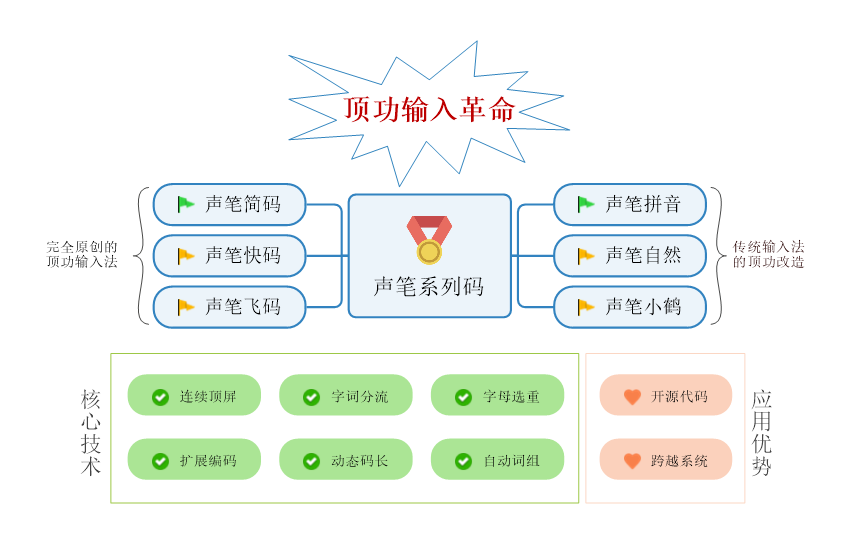 顶功输入革命
声笔简码
声笔快码
声笔飞码
完全原创的
顶功输入法
声笔系列码
声笔拼音
声笔自然
声笔小鹤
传统输入法
的顶功改造
核心技术
连续顶屏
字词分流
字母选重
扩展编码
动态码长
自动词组
开源代码
跨越系统
应用优势